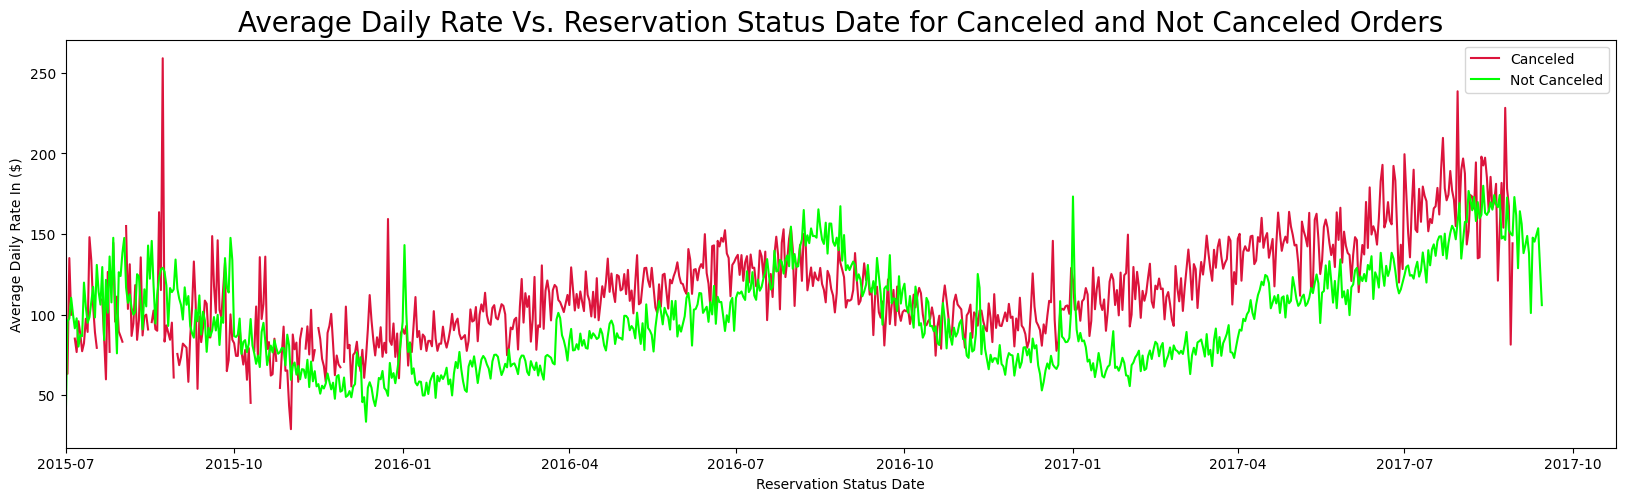 Average Daily Rate Vs. Reservation Status Date for Canceled and Not Canceled Orders
Canceled
Not Canceled
250
200
150
100
50
Average Daily Rate In ($)
2015-07 2015-10 2016-01 2016-04 2016-07 2016-10 2017-01 2017-04 2017-07 2017-10
Reservation Status Date